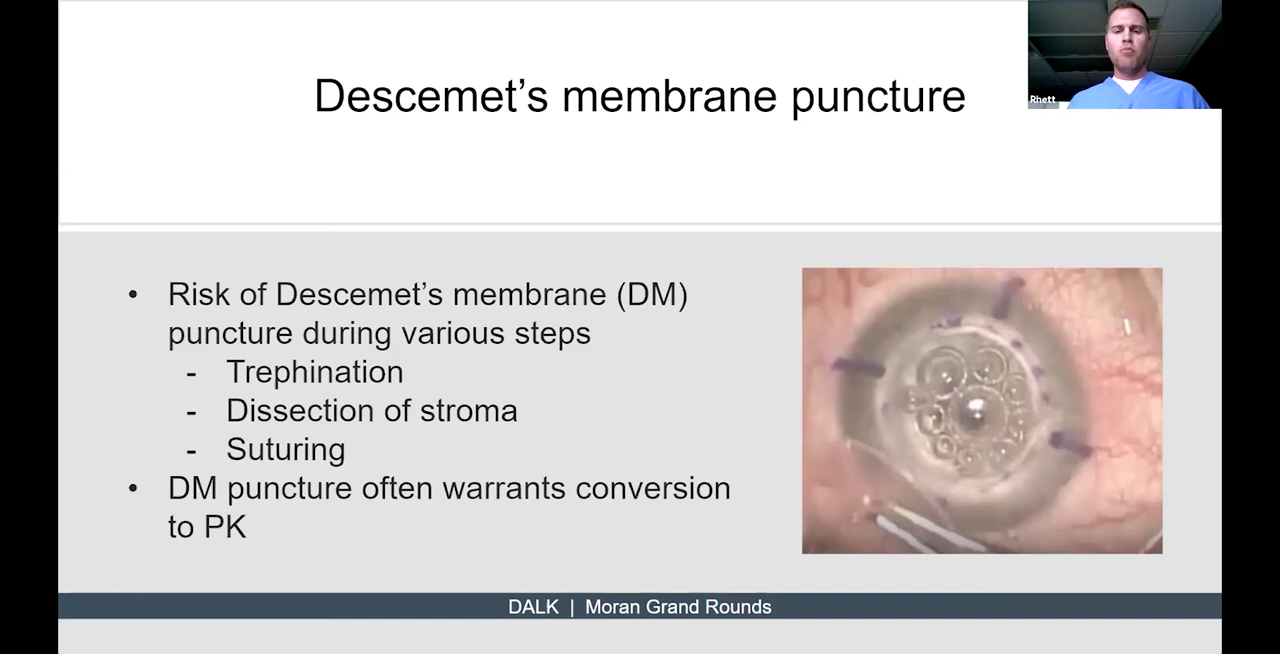 Descemet's membrane puncture
Rhett
• Risk of Descemet's membrane (DM)
puncture during various steps
- Trephination
- Dissection of stroma
- Suturing
• DM puncture often warrants conversion
to PK
DALK | Moran Grand Rounds